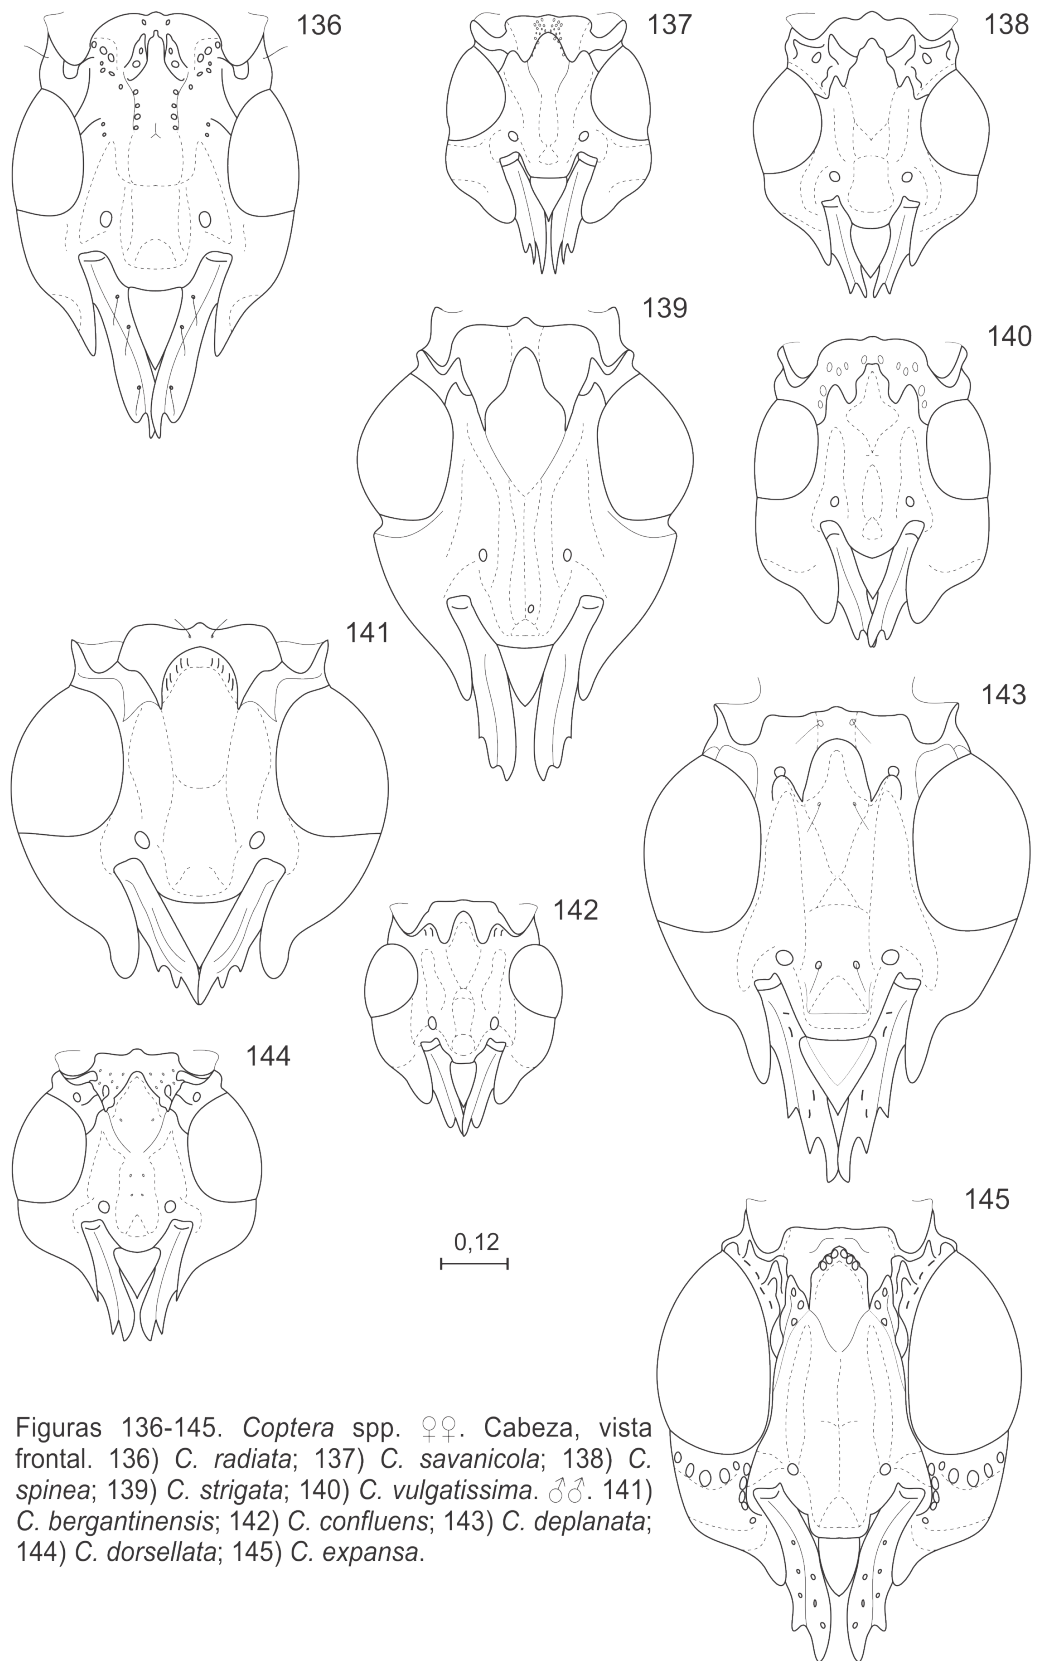 136
137
138
139
140
141
142
143
144
145
0,12
Figuras 136-145. Coptera spp. ♀♀. Cabeza, vista
frontal. 136) C. radiata; 137) C. savanicola; 138) C.
spinea; 139) C. strigata; 140) C. vulgatissima. ♂♂. 141)
C. bergantinensis; 142) C. confluens; 143) C. deplanata;
144) C. dorsellata; 145) C. expansa.